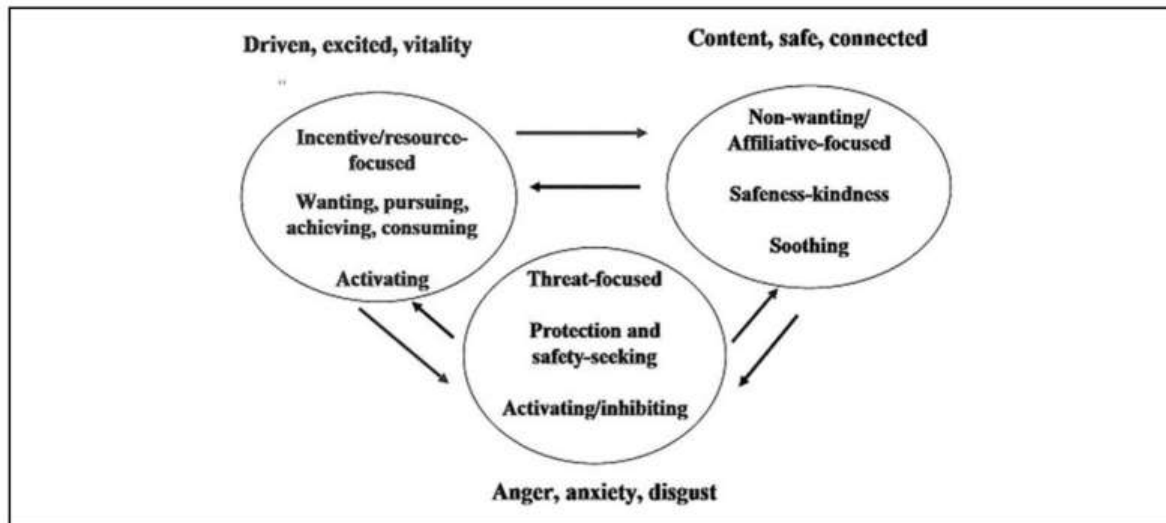 Driven, excited, vitality
Content, safe, connected
Incentive/resource-
focused
Wanting, pursuing,
achieving, consuming
Activating
Non-wanting/
Affiliative-focused
Safeness-kindness
Soothing
Threat-focused
Protection and
safety-seeking
Activating/inhibiting
Anger, anxiety, disgust